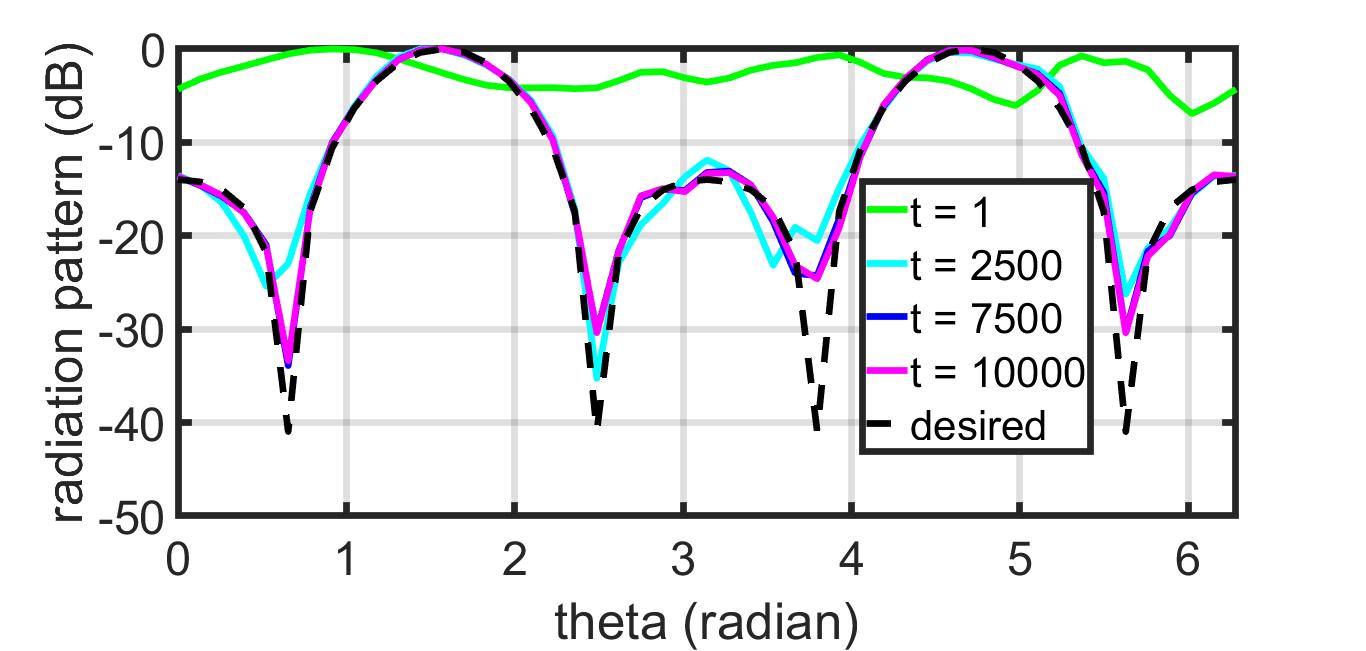 radiation pattern (dB)
0
-10
-20
-30
-40
-50
t = 1
t = 2500
t = 7500
t = 10000
desired
0 1 2 3 4 5 6
theta (radian)